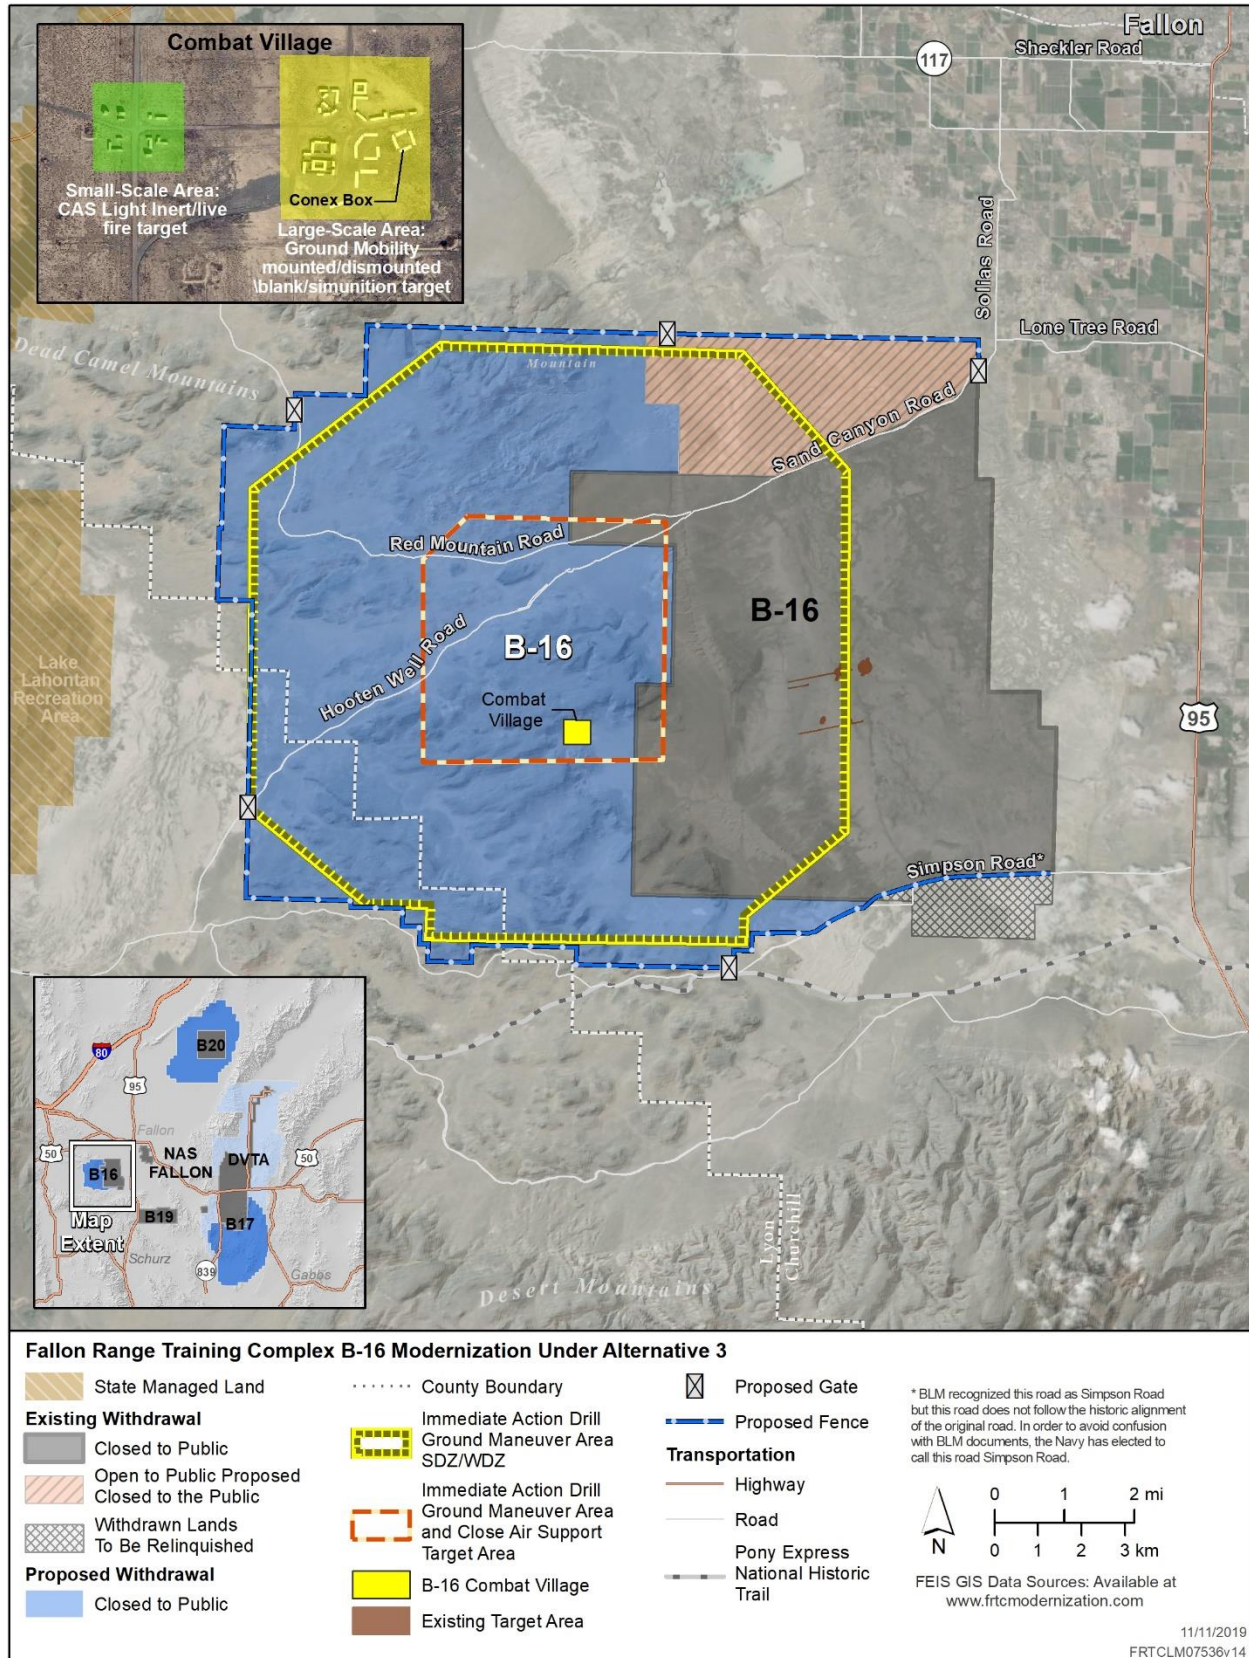 Combat Village
Small-Scale Area:
CAS Light Inert/live
fire target
Conex Box
Large-Scale Area:
Ground Mobility
mounted/dismounted
\blank/simunition target
Fallon
Sheckler Road
117
Solias Road
Lone Tree Road
Dead Camel Mountains
Mountain
Sand Canyon Road
Red Mountain Road
B-16
B-16
Hooten Well Road
Combat
Village
Lake
Lahontan
Recreation
Area
95
Simpson Road*
Lyon
Churchill
Desert Mountains
B20
80
95
Fallon
50
NAS
FALLON
DVTA
50
B16
B19
B17
Map
Extent
Schurz
839
Gabbs
Fallon Range Training Complex B-16 Modernization Under Alternative 3
State Managed Land
Existing Withdrawal
Closed to Public
Open to Public Proposed
Closed to the Public
Withdrawn Lands
To Be Relinquished
Proposed Withdrawal
Closed to Public
County Boundary
Immediate Action Drill
Ground Maneuver Area
SDZ/WDZ
Immediate Action Drill
Ground Maneuver Area
and Close Air Support
Target Area
B-16 Combat Village
Existing Target Area
Proposed Gate
Proposed Fence
Transportation
Highway
Road
Pony Express
National Historic
Trail
* BLM recognized this road as Simpson Road
but this road does not follow the historic alignment
of the original road. In order to avoid confusion
with BLM documents, the Navy has elected to
call this road Simpson Road.
N
0 1 2 mi
0 1 2 3 km
FEIS GIS Data Sources: Available at
www.frtcmodernization.com
11/11/2019
FRTCLM07536v14